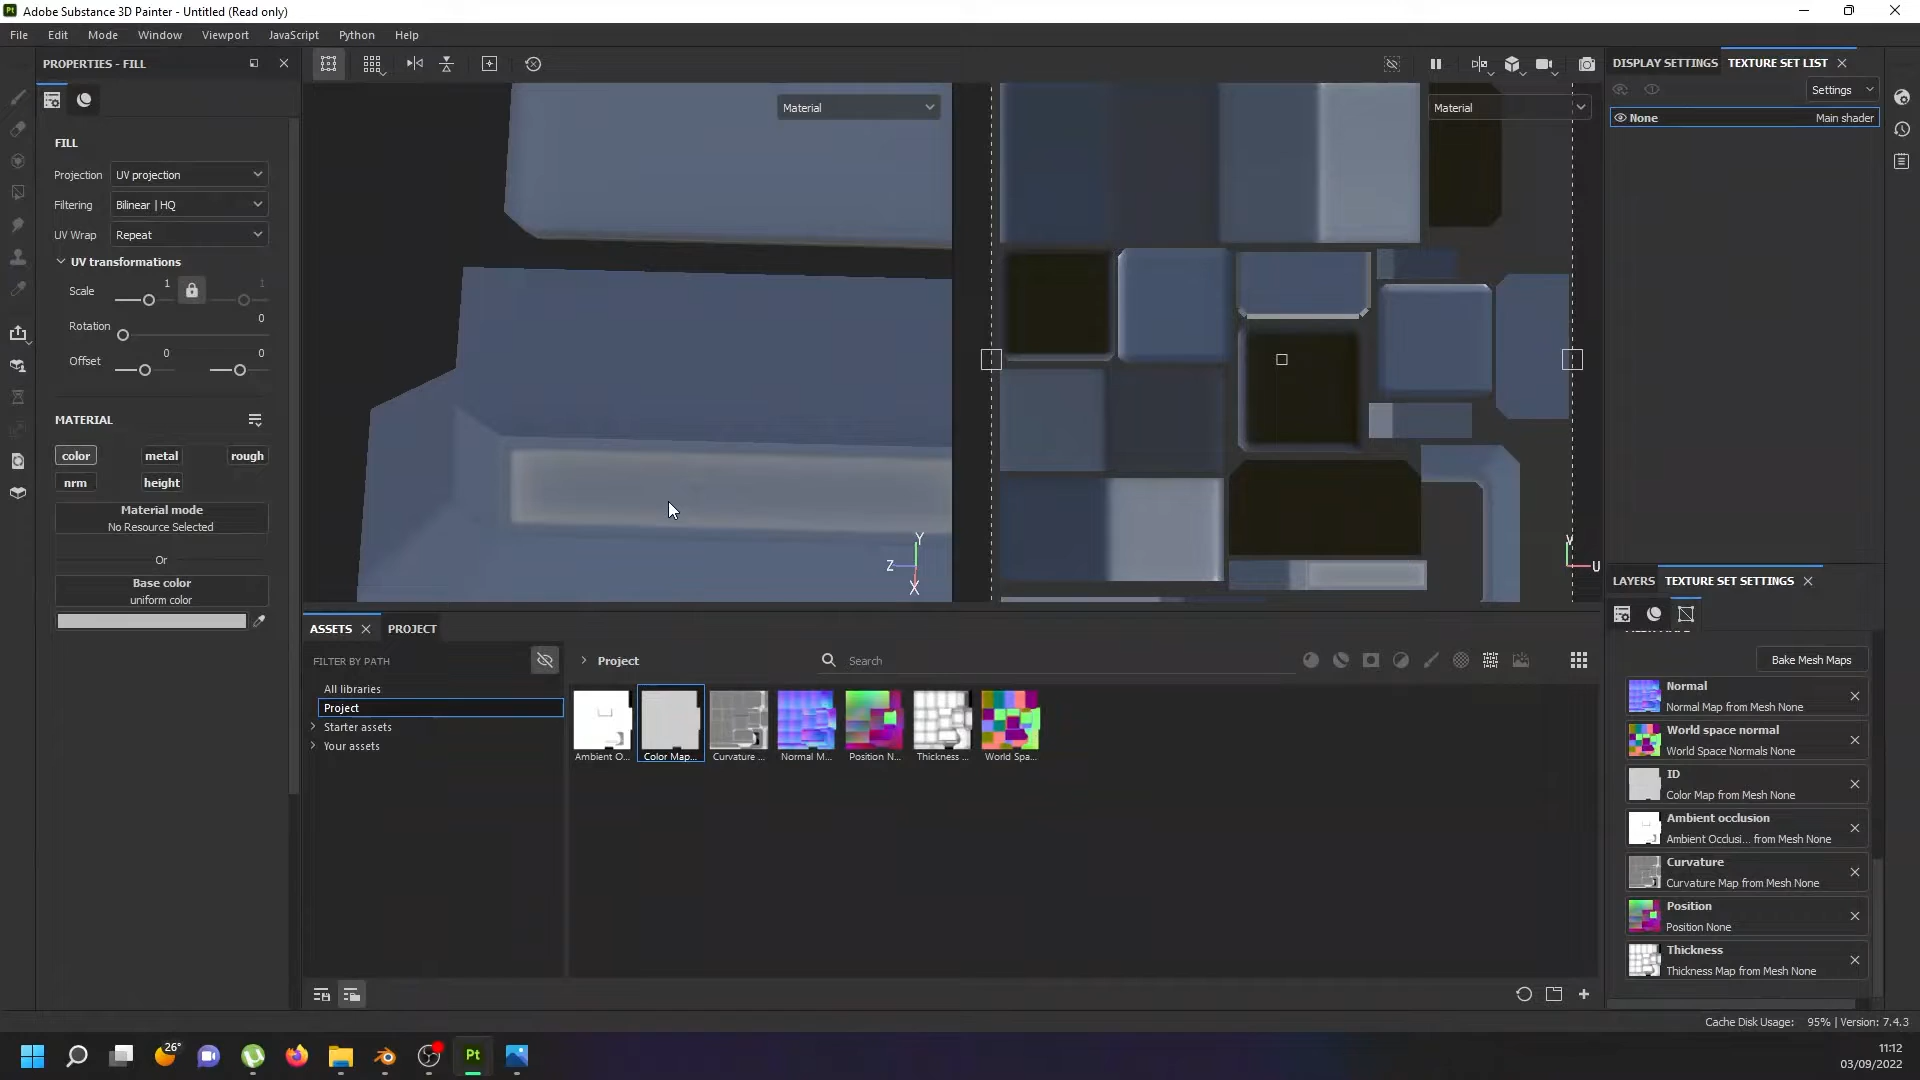 Pt Adobe Substance 3D Painter - Untitled (Read only)
File Edit Mode Window Viewport JavaScript Python Help
PROPERTIES - FILL
FILL
Projection UV projection
Filtering Bilinear | HQ
UV Wrap Repeat
UV transformations
Scale 1 1
Rotation 0
Offset 0 0
MATERIAL
color metal rough
nrm height
Material mode
No Resource Selected
Or
Base color
uniform color
Material
Y
Z
X
Material
V
U
DISPLAY SETTINGS TEXTURE SET LIST
Settings
None Main shader
LAYERS TEXTURE SET SETTINGS
Bake Mesh Maps
Normal
Normal Map from Mesh None
World space normal
World Space Normals None
ID
Color Map from Mesh None
Ambient occlusion
Ambient Occlusi... from Mesh None
Curvature
Curvature Map from Mesh None
Position
Position None
Thickness
Thickness Map from Mesh None
ASSETS PROJECT
FILTER BY PATH
All libraries
Project
Starter assets
Your assets
Project Search
Ambient O... Color Map... Curvature ... Normal M... Position N... Thickness ... World Spa...
Cache Disk Usage: 95% | Version: 7.4.3
26°
Pt
11:12
03/09/2022